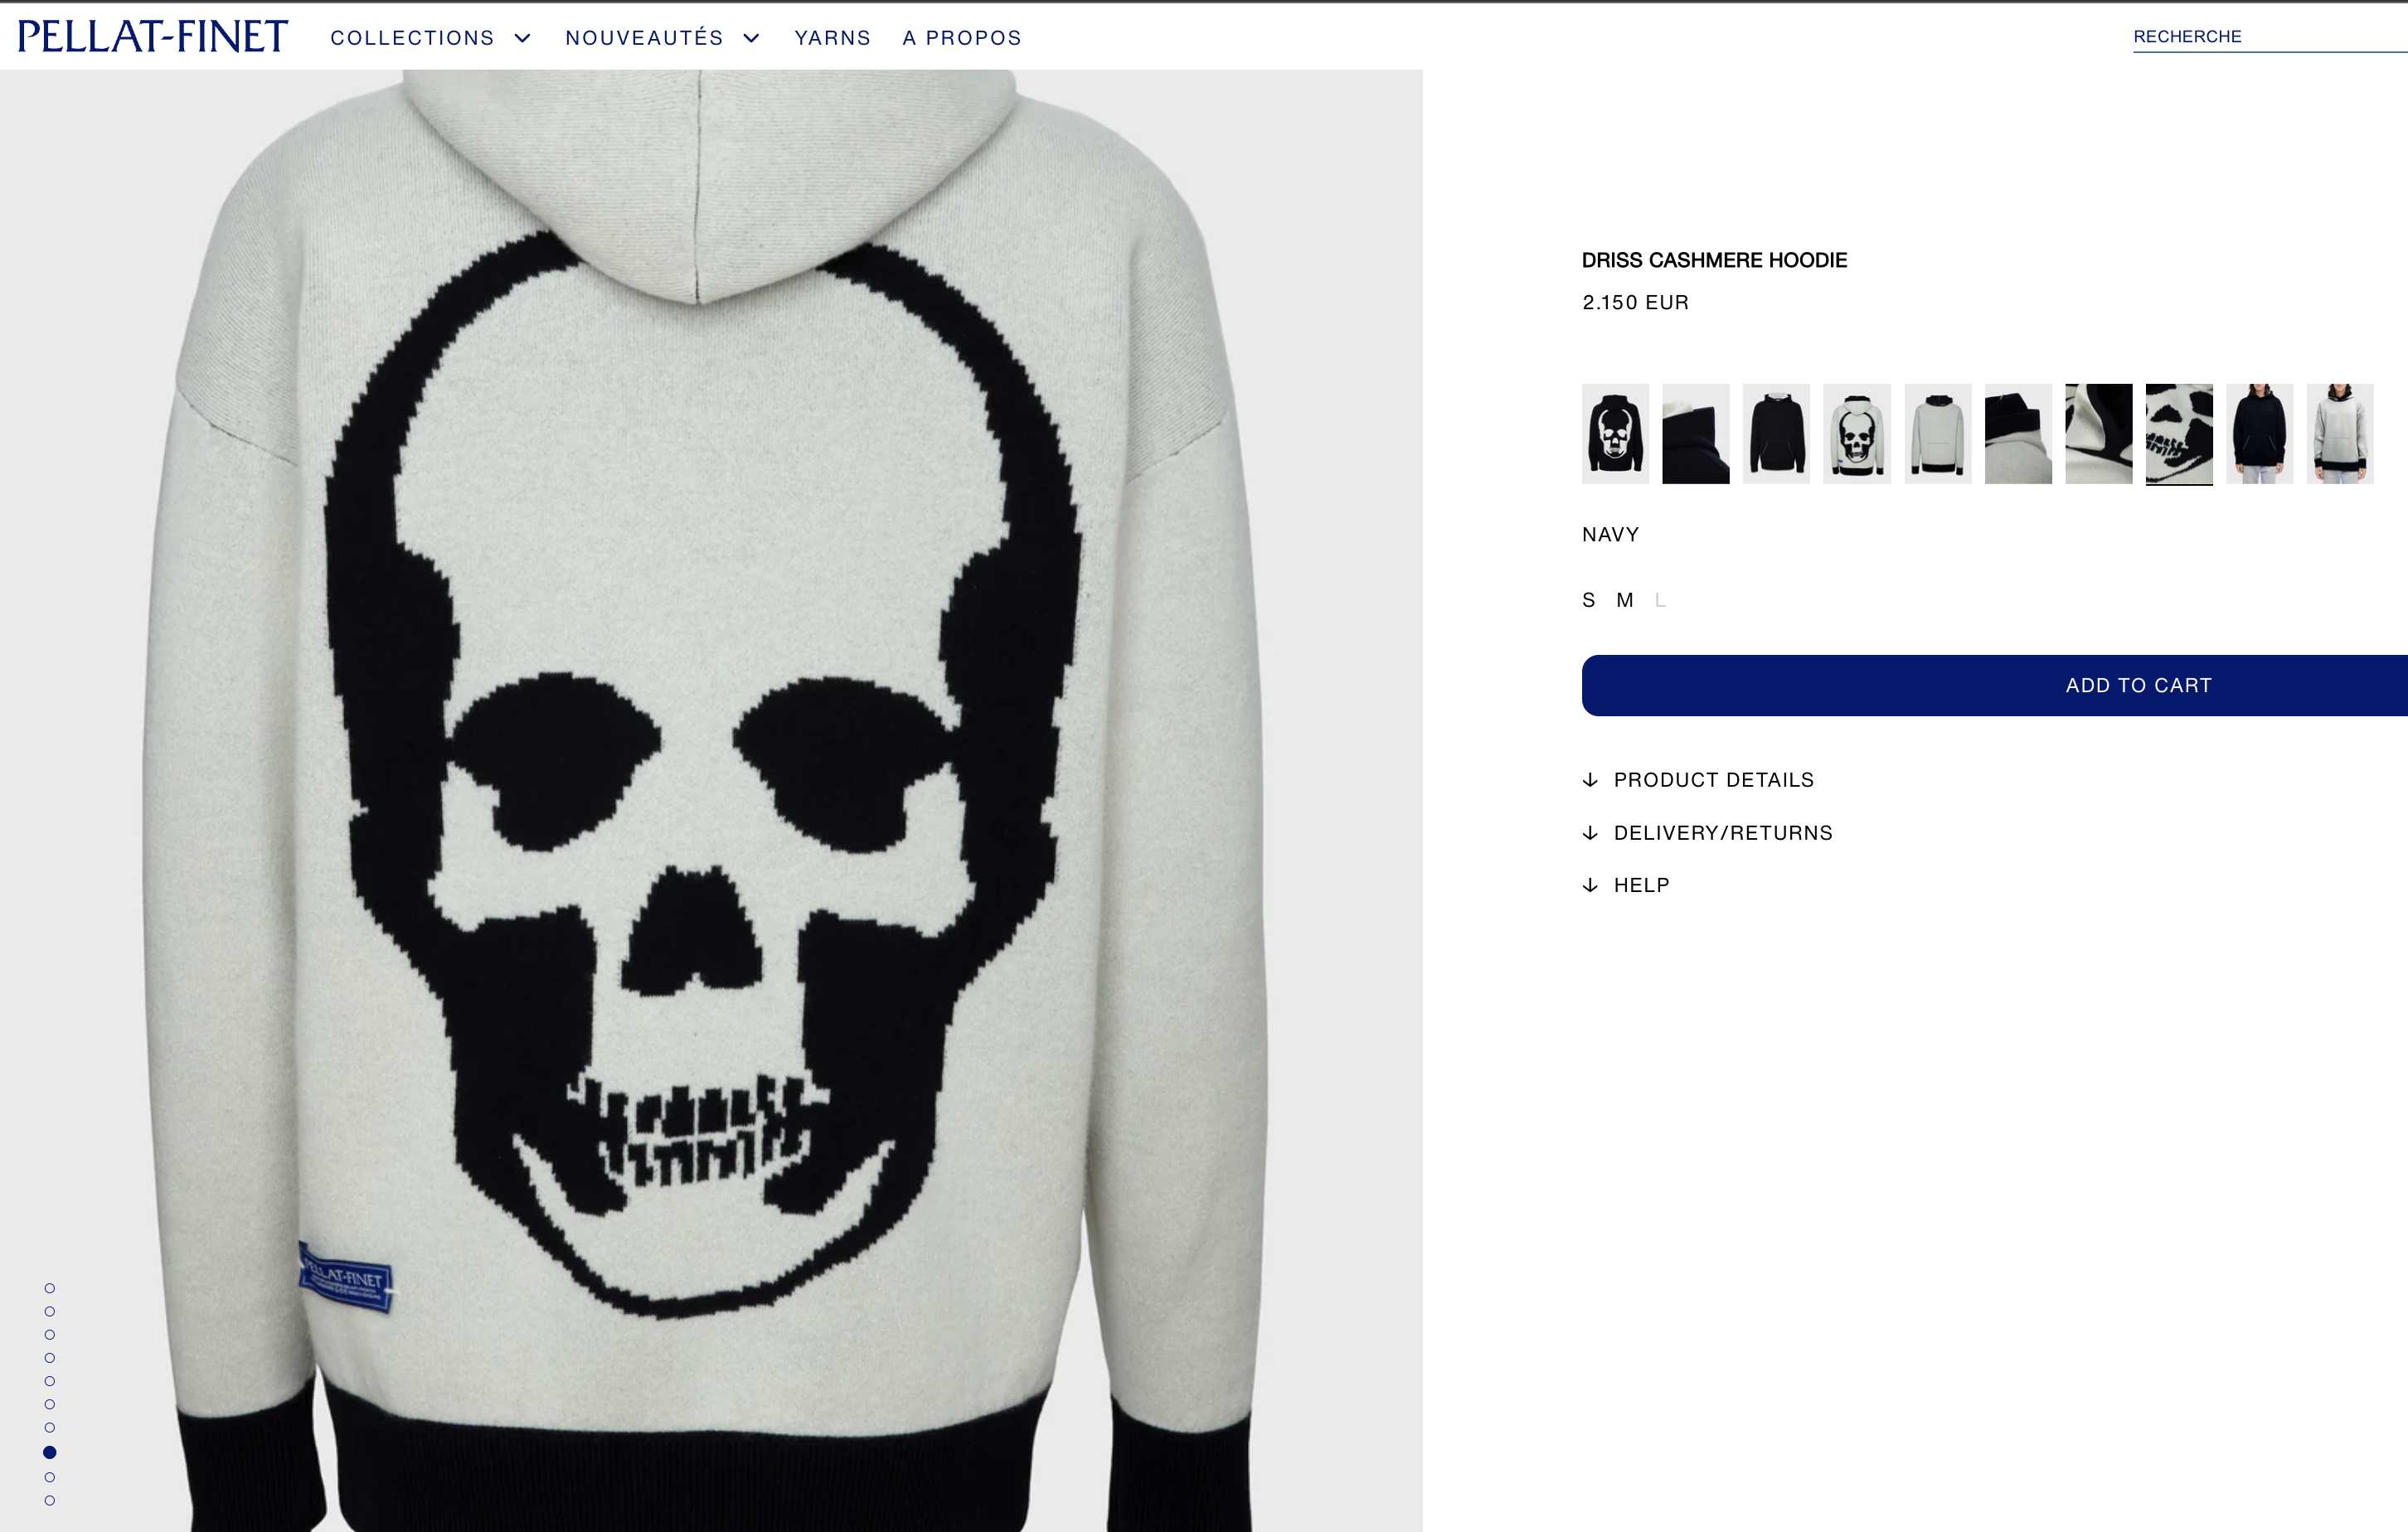 PELLAT-FINET
COLLECTIONS
NOUVEAUTÉS
YARNS
A PROPOS
RECHERCHE
DRISS CASHMERE HOODIE
2.150 EUR
NAVY
S M L
ADD TO CART
PRODUCT DETAILS
DELIVERY/RETURNS
HELP
PELLAT-FINET